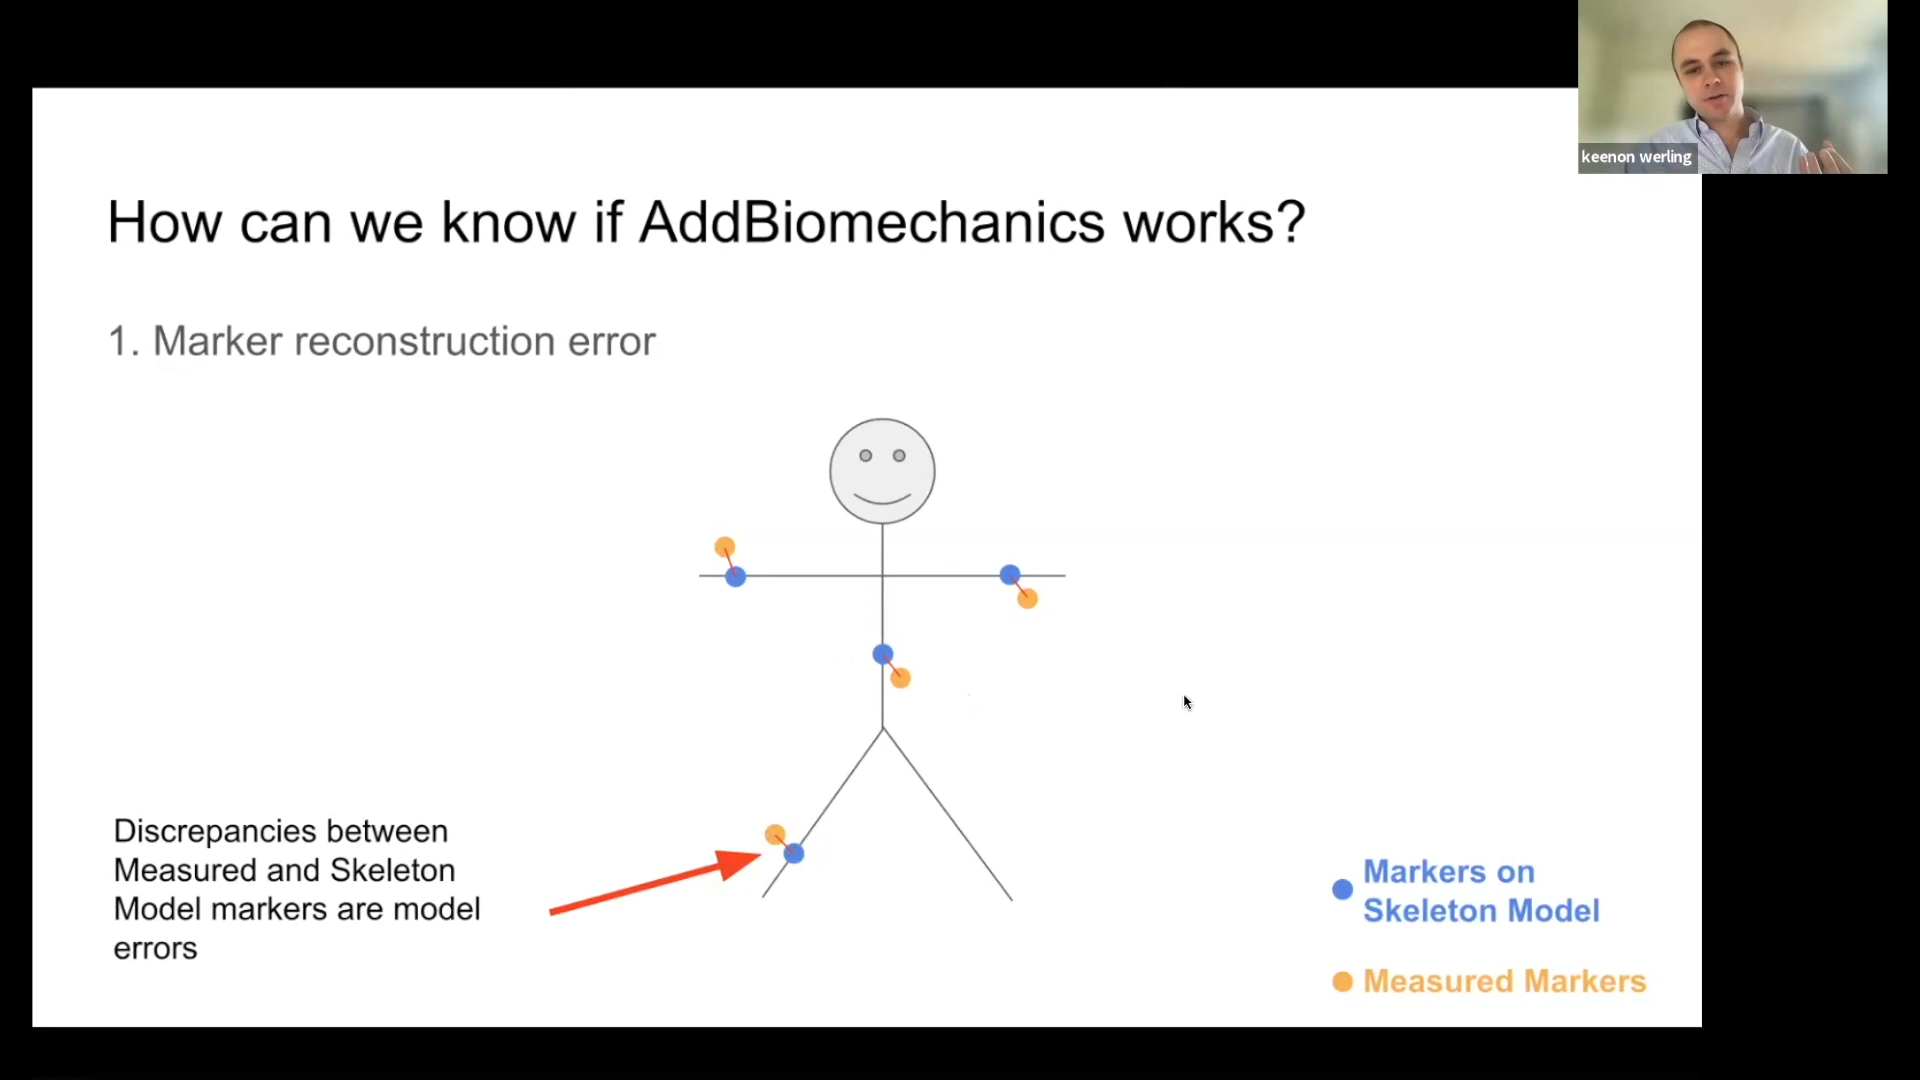 keenon werling
How can we know if AddBiomechanics works?
1. Marker reconstruction error
Discrepancies between
Measured and Skeleton
Model markers are model
errors
Markers on
Skeleton Model
Measured Markers